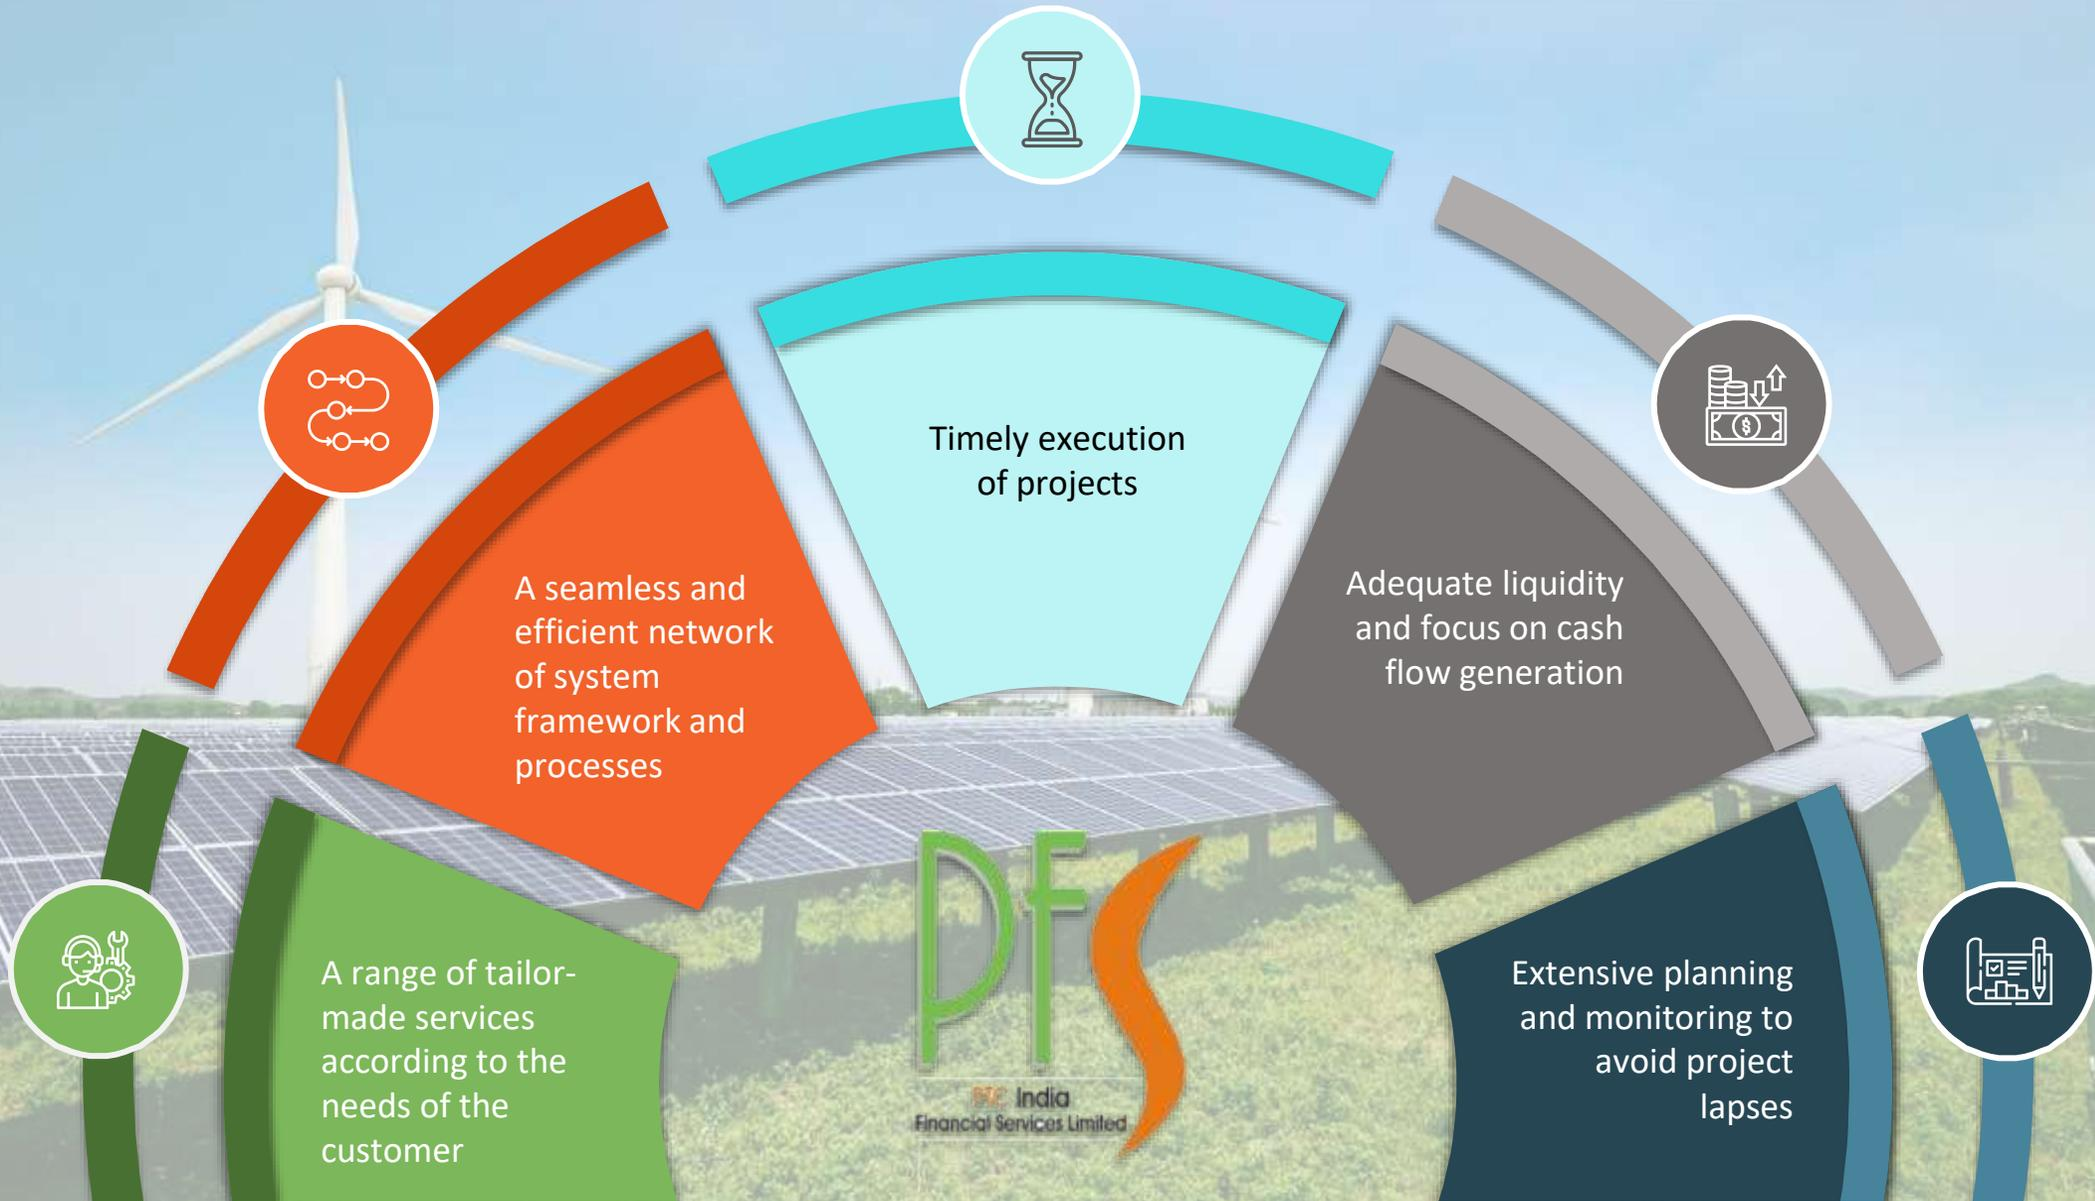 Timely execution
of projects
A seamless and
efficient network
of system
framework and
processes
Adequate liquidity
and focus on cash
flow generation
A range of tailor-
made services
according to the
needs of the
customer
Extensive planning
and monitoring to
avoid project
lapses
PFS
PTC India
Financial Services Limited